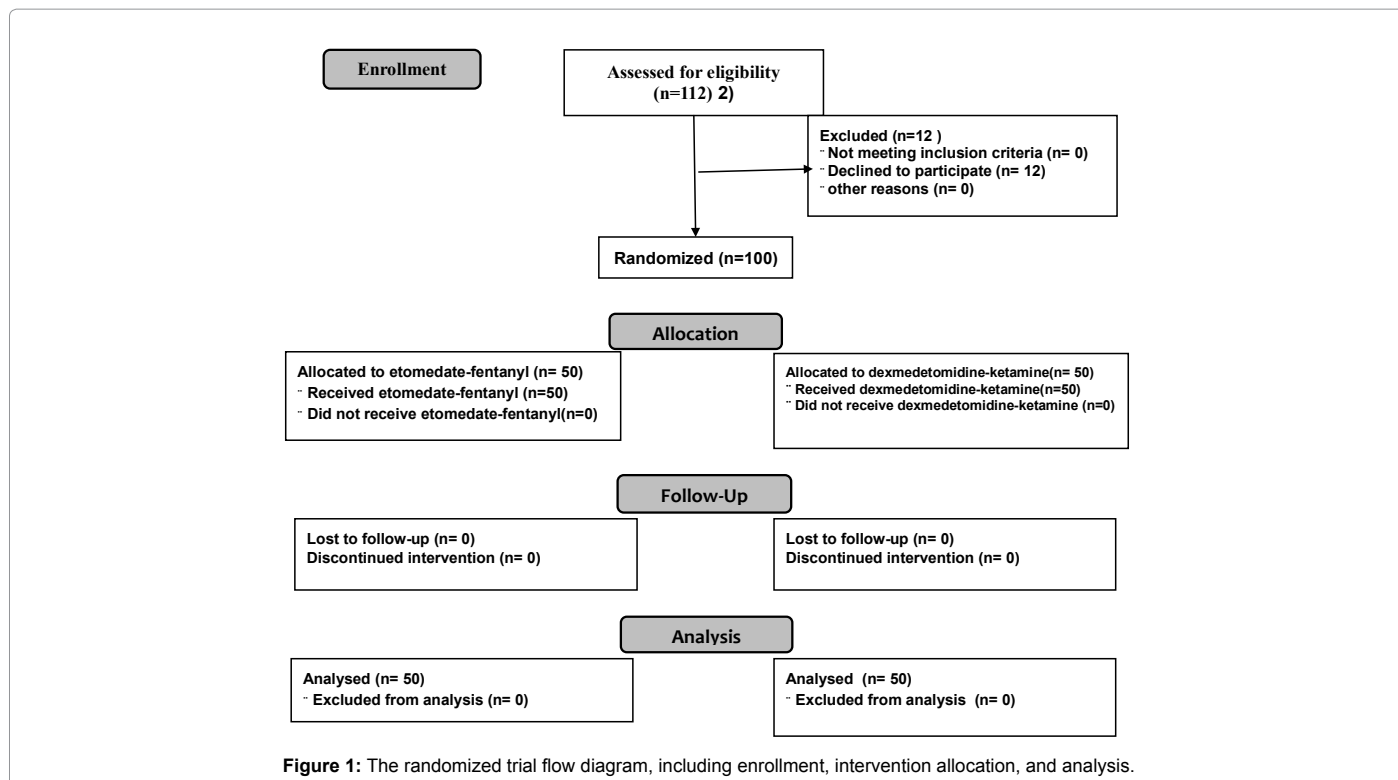 Enrollment
Assessed for eligibility
(n=112) 2)
Excluded (n=12 )
¨ Not meeting inclusion criteria (n= 0)
¨ Declined to participate (n= 12)
¨ other reasons (n= 0)
Randomized (n=100)
Allocation
Allocated to etomedate-fentanyl (n= 50)
¨ Received etomedate-fentanyl (n=50)
¨ Did not receive etomedate-fentanyl(n=0)
Allocated to dexmedetomidine-ketamine(n= 50)
¨ Received dexmedetomidine-ketamine(n=50)
¨ Did not receive dexmedetomidine-ketamine (n=0)
Follow-Up
Lost to follow-up (n= 0)
Discontinued intervention (n= 0)
Lost to follow-up (n= 0)
Discontinued intervention (n= 0)
Analysis
Analysed (n= 50)
¨ Excluded from analysis (n= 0)
Analysed  (n= 50)
¨ Excluded from analysis  (n= 0)
Figure 1: The randomized trial flow diagram, including enrollment, intervention allocation, and analysis.